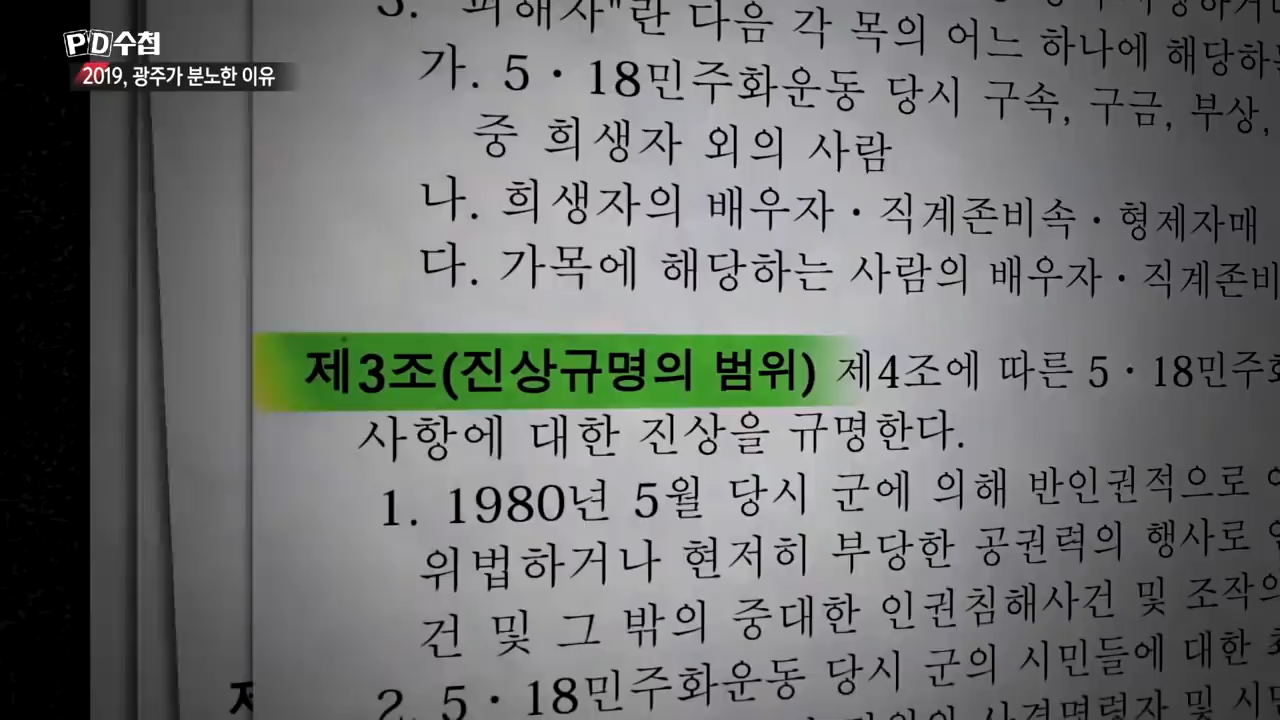 PD수첩
2019, 광주가 분노한 이유
3. "피해자"란 다음 각 목의 어느 하나에 해당하는
가. 5·18민주화운동 당시 구속, 구금, 부상,
중 희생자 외의 사람
나. 희생자의 배우자·직계존비속·형제자매
다. 가목에 해당하는 사람의 배우자·직계존비
제3조(진상규명의 범위) 제4조에 따른 5·18민주화
사항에 대한 진상을 규명한다.
1. 1980년 5월 당시 군에 의해 반인권적으로
위법하거나 현저히 부당한 공권력의 행사로
건 및 그 밖의 중대한 인권침해사건 및 조작의
2. 5·18민주화운동 당시 군의 시민들에 대한
사격명령자 및